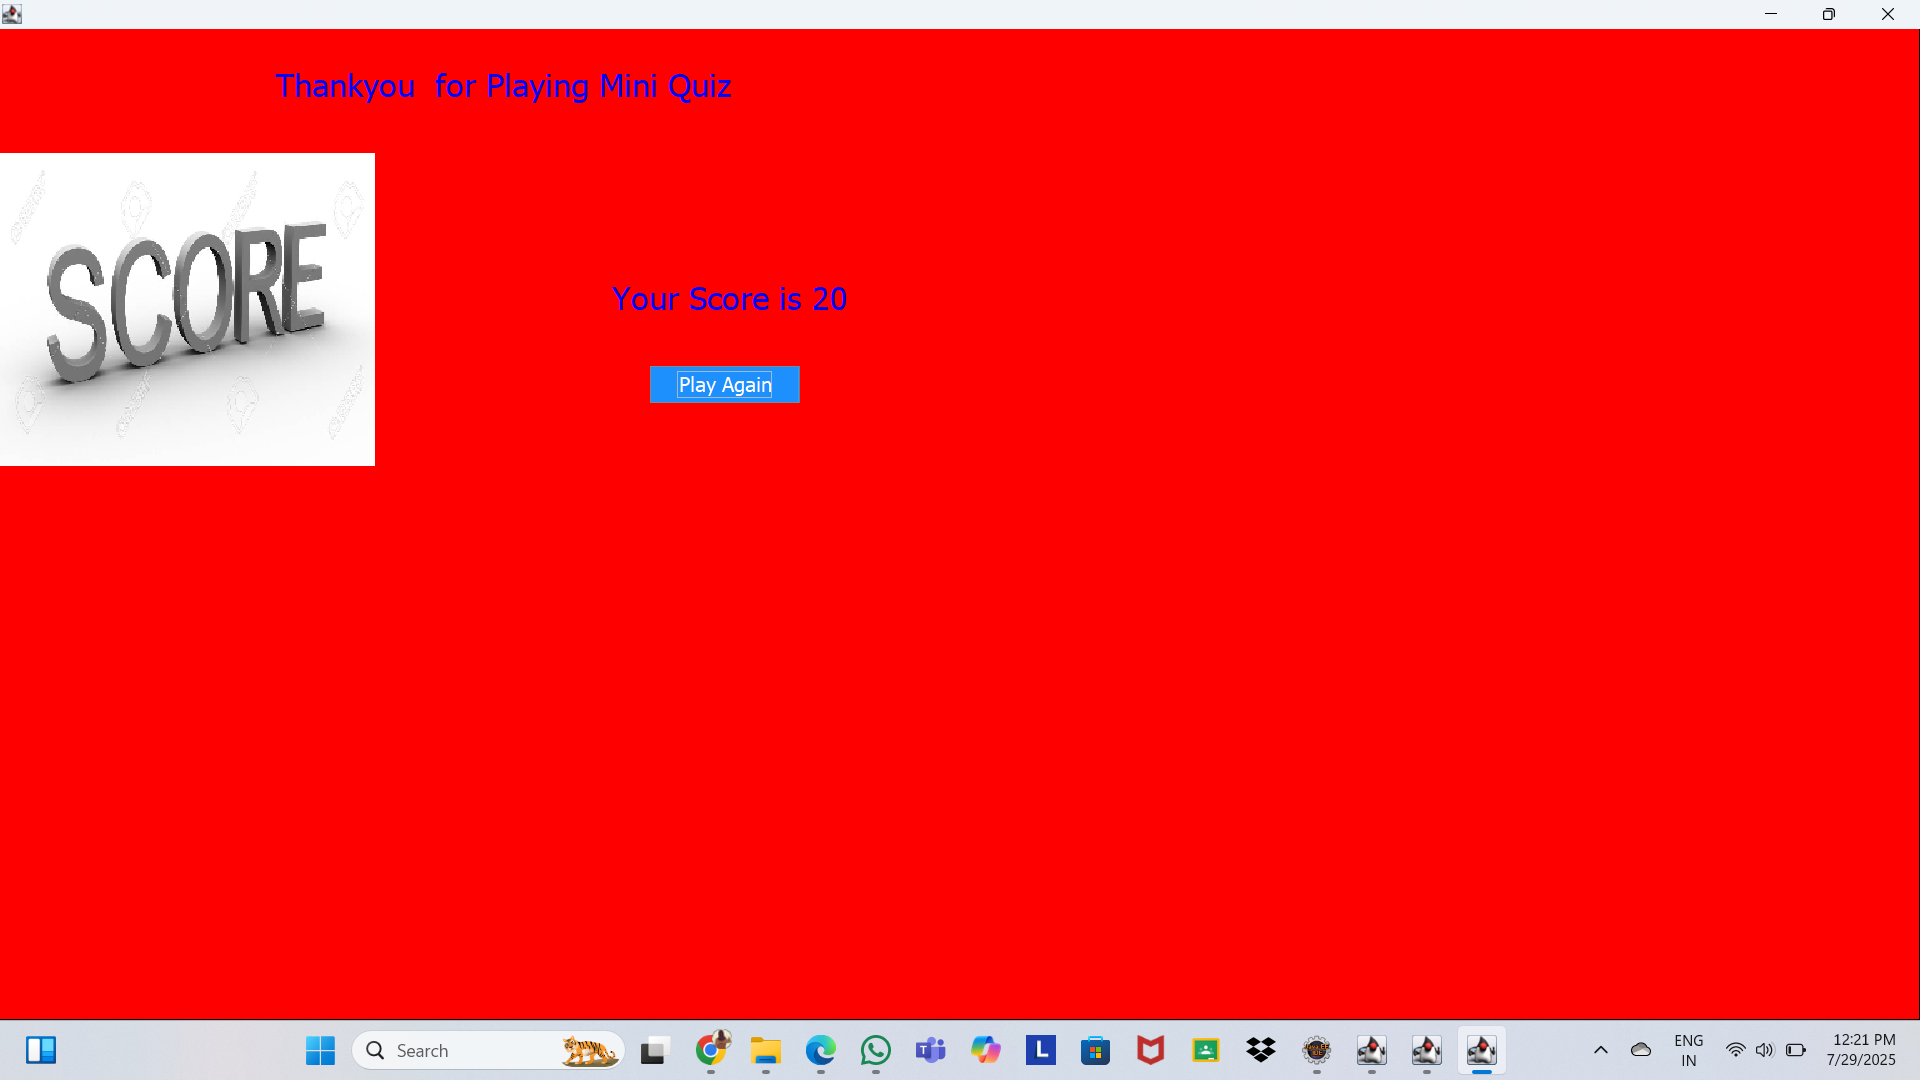 Thankyou  for Playing Mini Quiz
SCORE
Your Score is 20
Play Again
Search
L
T
ENG
IN
12:21 PM
7/29/2025